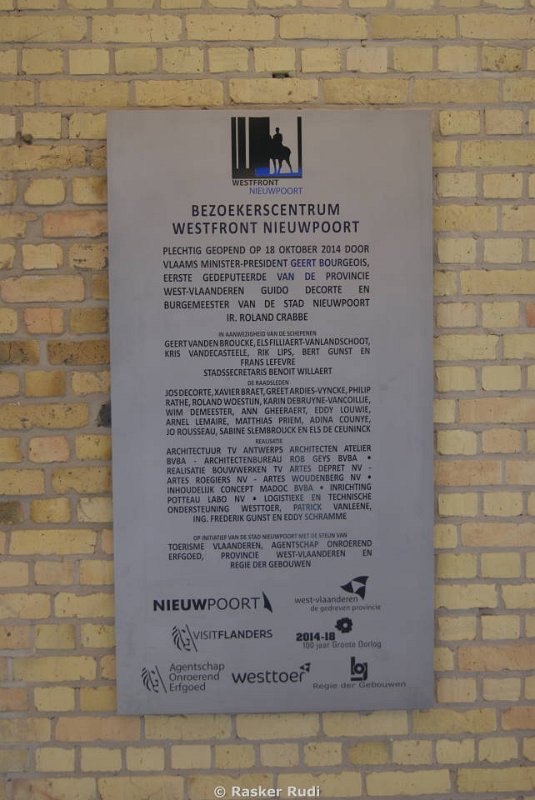 WESTFRONT
NIEUWPOORT
BEZOEKERSCENTRUM
WESTFRONT NIEUWPOORT
PLECHTIG GEOPEND OP 18 OKTOBER 2014 DOOR
VLAAMS MINISTER-PRESIDENT GEERT BOURGEOIS,
EERSTE GEDEPUTEERDE VAN DE PROVINCIE
WEST-VLAANDEREN GUIDO DECORTE EN
BURGEMEESTER VAN DE STAD NIEUWPOORT
IR. ROLAND CRABBE
IN AANWEZIGHEID VAN DE SCHEPENEN
GEERT VANDEN BROUCKE, ELS FILLIAERT-VANLANDSCHOOT,
KRIS VANDECASTEELE, RIK LIPS, BERT GUNST EN
FRANS LEFEVRE
STADSSECRETARIS BENOIT WILLAERT
DE RAADSLEDEN
JOS DECORTE, XAVIER BRAET, GREET ARDIES-VYNCKE, PHILIP
RATHE, ROLAND WOESTIJN, KARIN DEBRUYNE-VANCOILLIE,
WIM DEMEESTER, ANN GHEERAERT, EDDY LOUWIE,
ARNEL LEMAIRE, MATTHIAS PRIEM, ADINA COUNYE,
JO ROUSSEAU, SABINE SLEMBROUCK EN ELS DE CEUNINCK
REALISATIE
ARCHITECTUUR TV ANTWERPS ARCHITECTEN ATELIER
BVBA - ARCHITECTENBUREAU ROB GEYS BVBA •
REALISATIE BOUWWERKEN TV ARTES DEPRET NV -
ARTES ROEGIERS NV - ARTES WOUDENBERG NV •
INHOUDELIJK CONCEPT MADOC BVBA • INRICHTING
POTTEAU LABO NV • LOGISTIEKE EN TECHNISCHE
ONDERSTEUNING WESTTOER, PATRICK VANLEENE,
ING. FREDERIK GUNST EN EDDY SCHRAMME
OP INITIATIEF VAN DE STAD NIEUWPOORT MET DE STEUN VAN
TOERISME VLAANDEREN, AGENTSCHAP ONROEREND
ERFGOED, PROVINCIE WEST-VLAANDEREN EN
REGIE DER GEBOUWEN
NIEUWPOORT
west-vlaanderen
de gedreven provincie
VISITFLANDERS
2014-18
100 jaar Groote Oorlog
Agentschap
Onroerend
Erfgoed
westtoer
Regie der Gebouwen
© Rasker Rudi